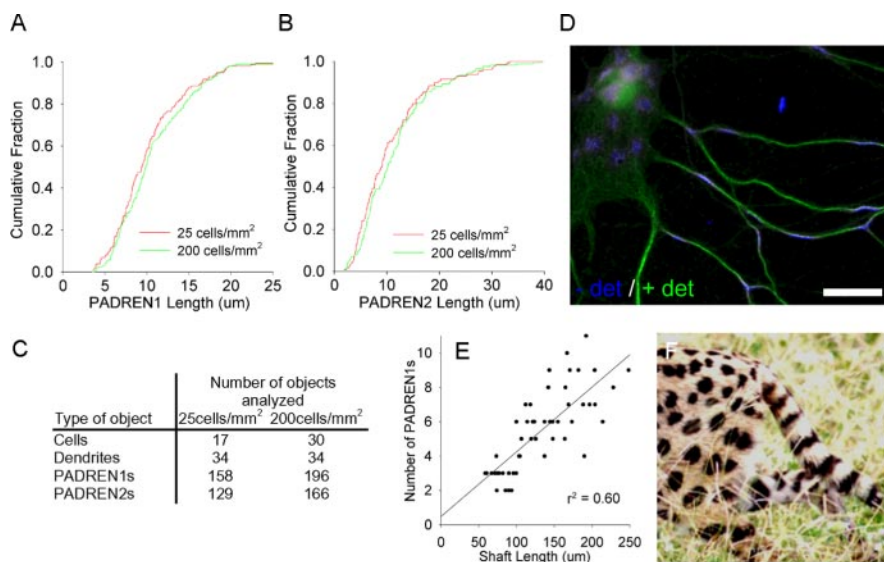 A
Cumulative Fraction
1.0
0.8
0.6
0.4
0.2
0.0
25 cells/mm²
200 cells/mm²
0 5 10 15 20 25
PADREN1 Length (um)
B
Cumulative Fraction
1.0
0.8
0.6
0.4
0.2
0.0
25 cells/mm²
200 cells/mm²
0 10 20 30 40
PADREN2 Length (um)
D
- det / + det
C
Number of objects
analyzed
Type of object 25cells/mm² 200cells/mm²
Cells 17 30
Dendrites 34 34
PADREN1s 158 196
PADREN2s 129 166
E
Number of PADREN1s
10
8
6
4
2
0
r² = 0.60
0 50 100 150 200 250
Shaft Length (um)
F